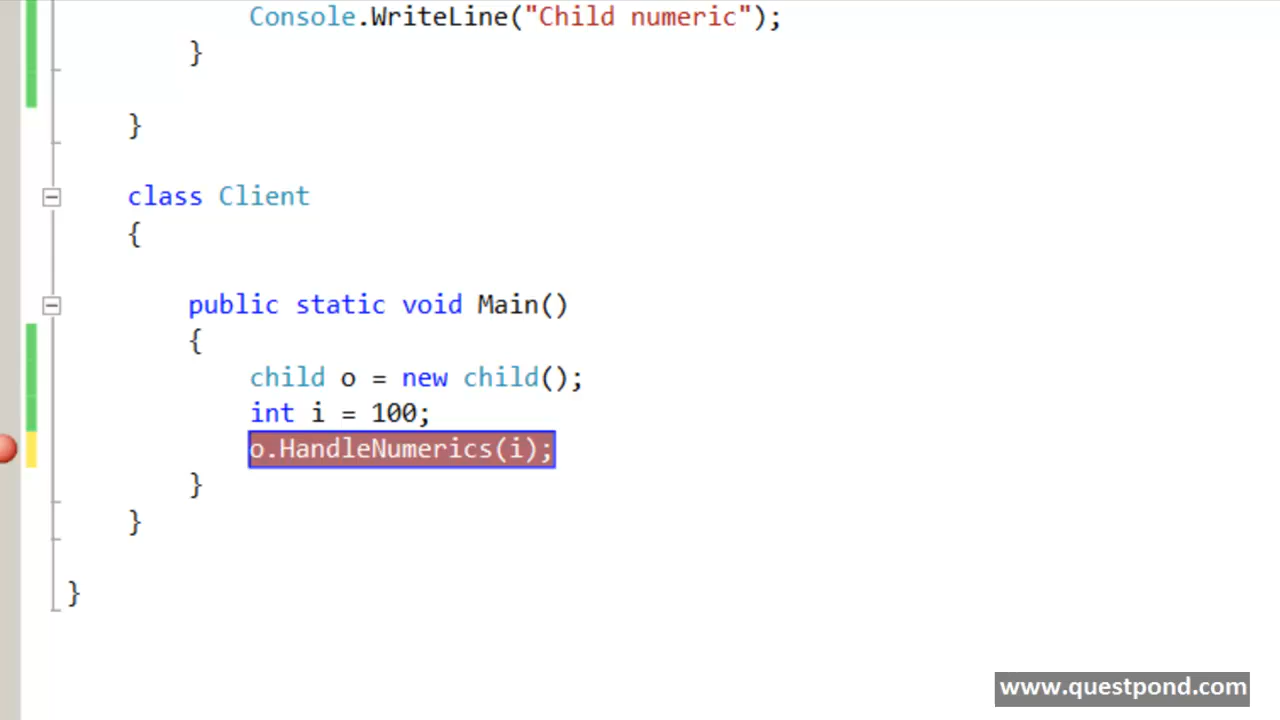 Console.WriteLine("Child numeric");
}
}
class Client
{
public static void Main()
{
child o = new child();
int i = 100;
o.HandleNumerics(i);
}
}
}
www.questpond.com